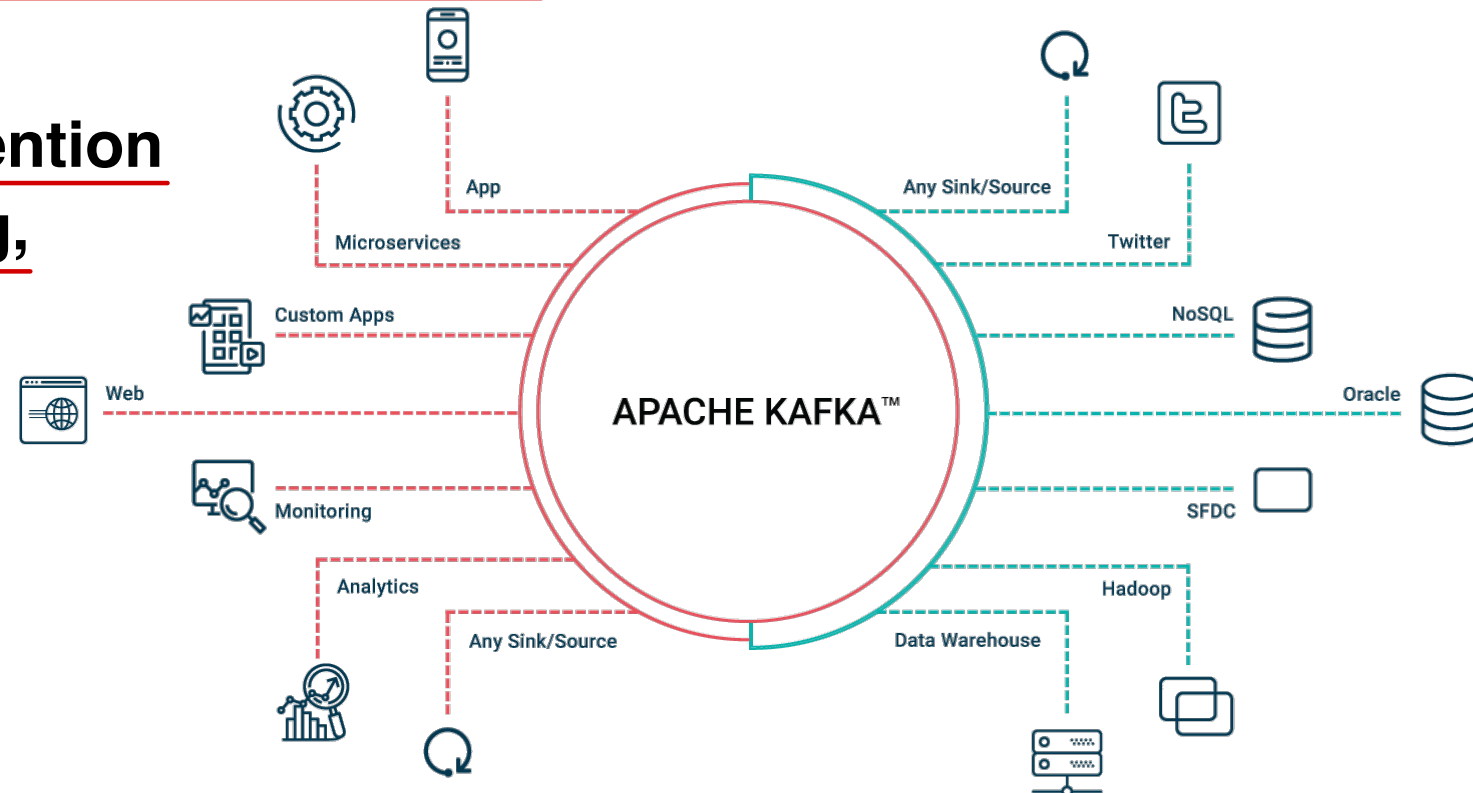 App
Any Sink/Source
Microservices
Twitter
Custom Apps
NoSQL
Web
Oracle
APACHE KAFKA™
Monitoring
SFDC
Analytics
Hadoop
Any Sink/Source
Data Warehouse